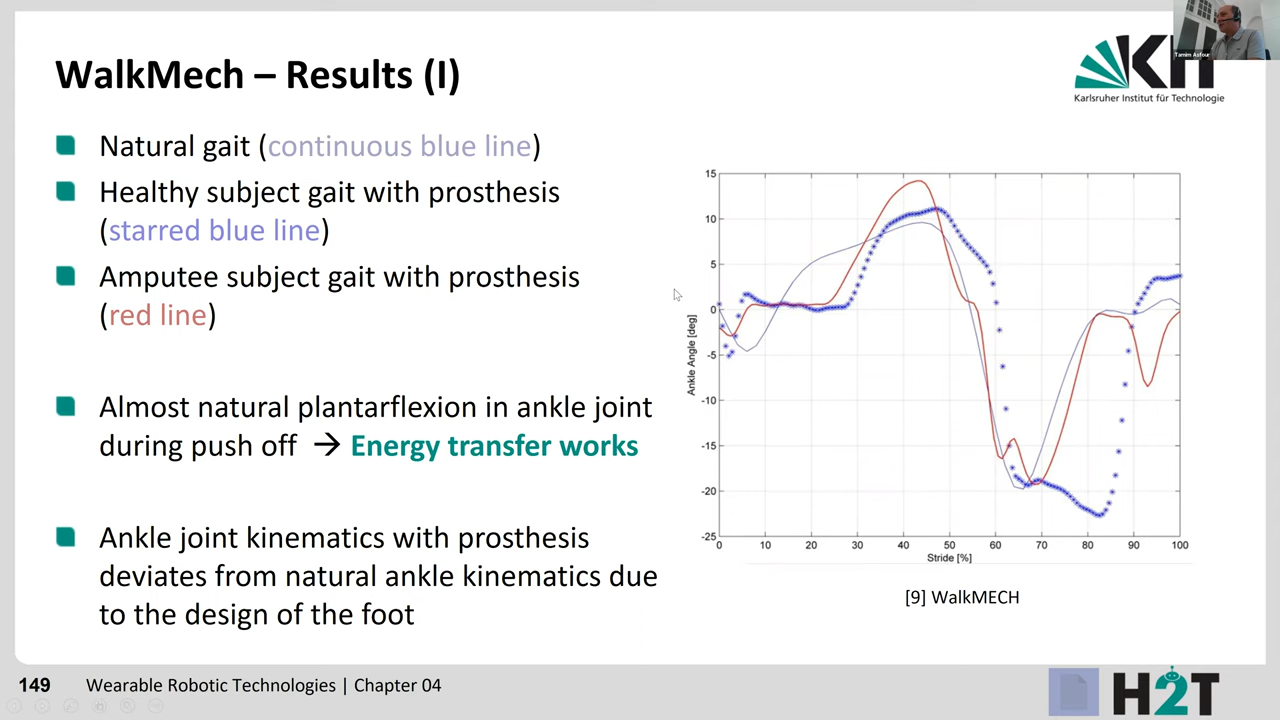 WalkMech – Results (I)
KIT
Karlsruher Institut für Technologie
Tamim Asfour
Natural gait (continuous blue line)
Healthy subject gait with prosthesis
(starred blue line)
Amputee subject gait with prosthesis
(red line)
Almost natural plantarflexion in ankle joint
during push off → Energy transfer works
Ankle joint kinematics with prosthesis
deviates from natural ankle kinematics due
to the design of the foot
15
10
5
0
-5
-10
-15
-20
-25
Ankle Angle [deg]
0 10 20 30 40 50 60 70 80 90 100
Stride [%]
[9] WalkMECH
149 Wearable Robotic Technologies | Chapter 04
H2T